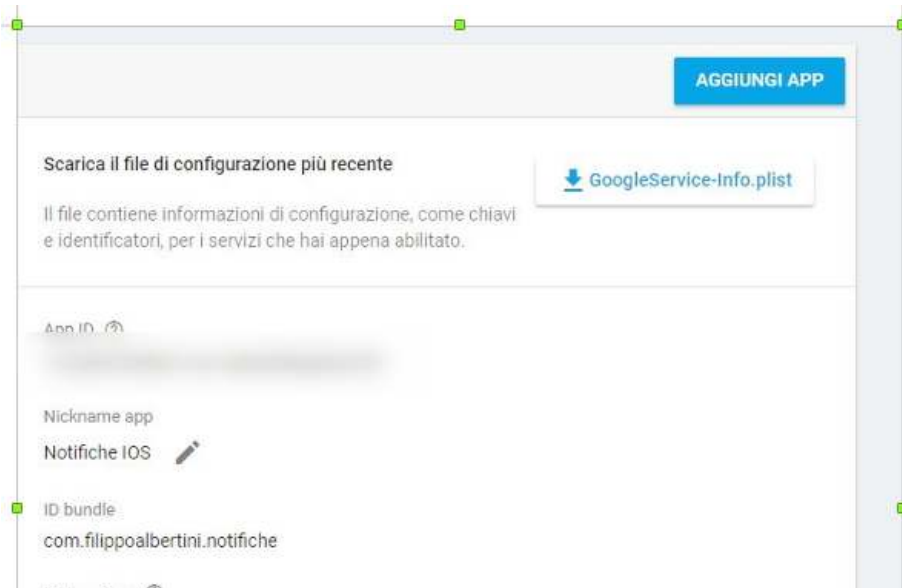 AGGIUNGI APP
Scarica il file di configurazione più recente
GoogleService-Info.plist
Il file contiene informazioni di configurazione, come chiavi
e identificatori, per i servizi che hai appena abilitato.
App ID
Nickname app
Notifiche IOS
ID bundle
com.filippoalbertini.notifiche